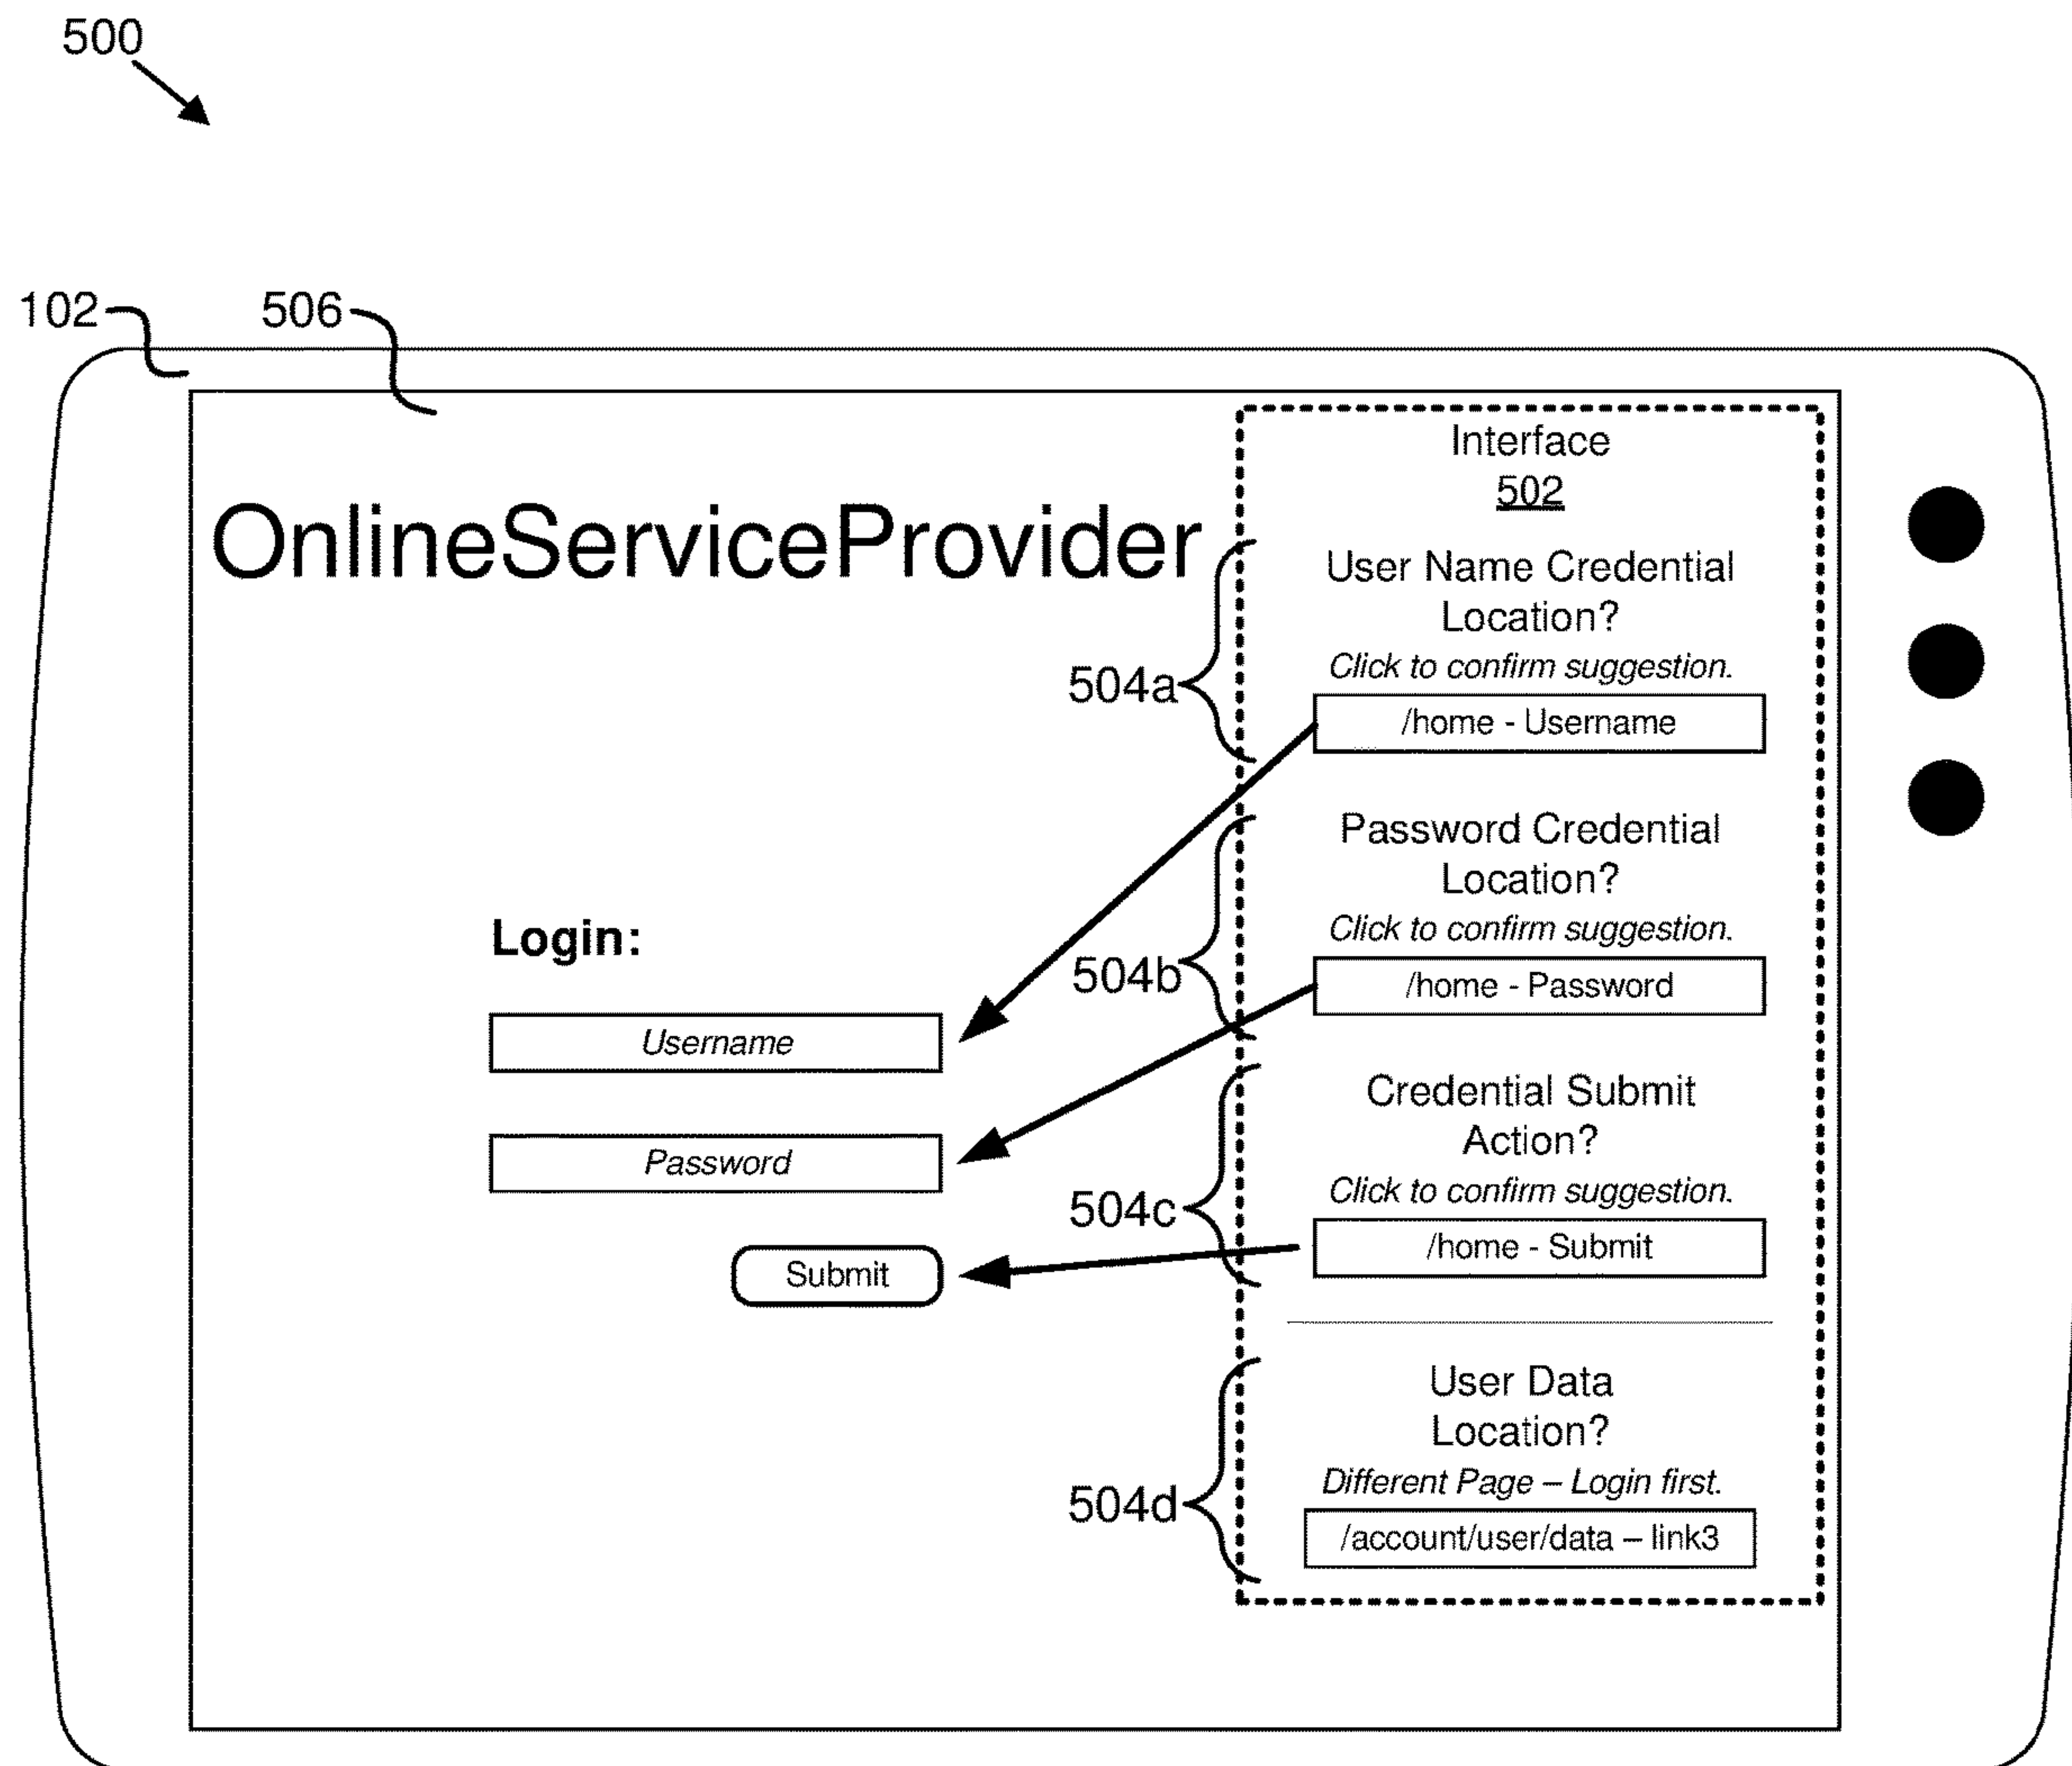 500
102
506
Interface
502
OnlineServiceProvider
User Name Credential
Location?
Click to confirm suggestion.
504a
/home - Username
Password Credential
Location?
Click to confirm suggestion.
Login:
504b
/home - Password
Username
Credential Submit
Action?
Password
Click to confirm suggestion.
504c
/home - Submit
Submit
User Data
Location?
Different Page – Login first.
504d
/account/user/data – link3